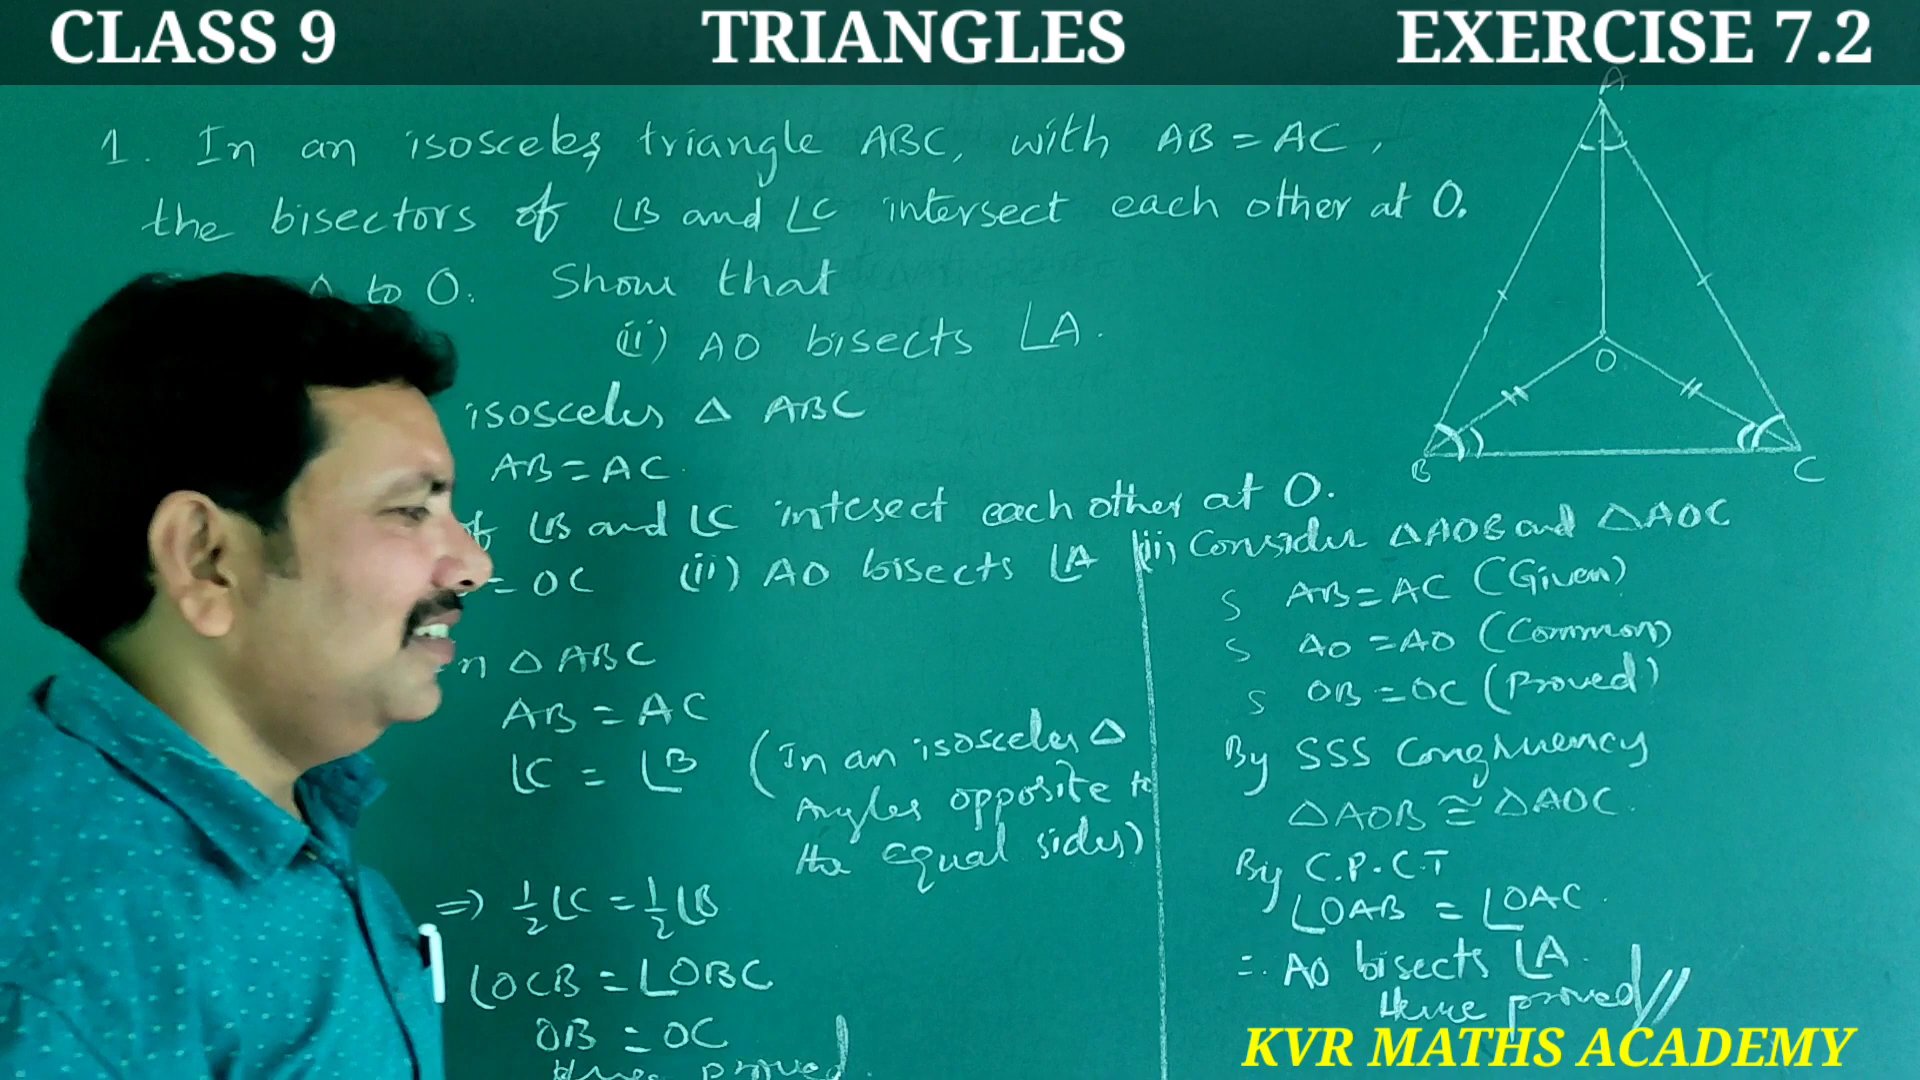 CLASS 9 TRIANGLES EXERCISE 7.2
1. In an isosceles triangle ABC, with AB = AC,
the bisectors of ∠B and ∠C intersect each other at O.
A to O. Show that
(ii) AO bisects ∠A.
isosceles △ ABC
AB = AC
of ∠B and ∠C intesect each other at O.
= OC (ii) AO bisects ∠A
In △ ABC
AB = AC
∠C = ∠B (In an isosceles △
Angles opposite to
the equal sides)
=> 1/2 ∠C = 1/2 ∠B
∠OCB = ∠OBC
OB = OC
Hence proved
(ii) Consider △AOB and △AOC
S AB = AC (Given)
S AO = AO (Common)
S OB = OC (Proved)
By SSS Congruency
△AOB ≅ △AOC.
By C.P.C.T
∠OAB = ∠OAC.
∴ AO bisects ∠A.
Hence proved//
A
O
B C
KVR MATHS ACADEMY